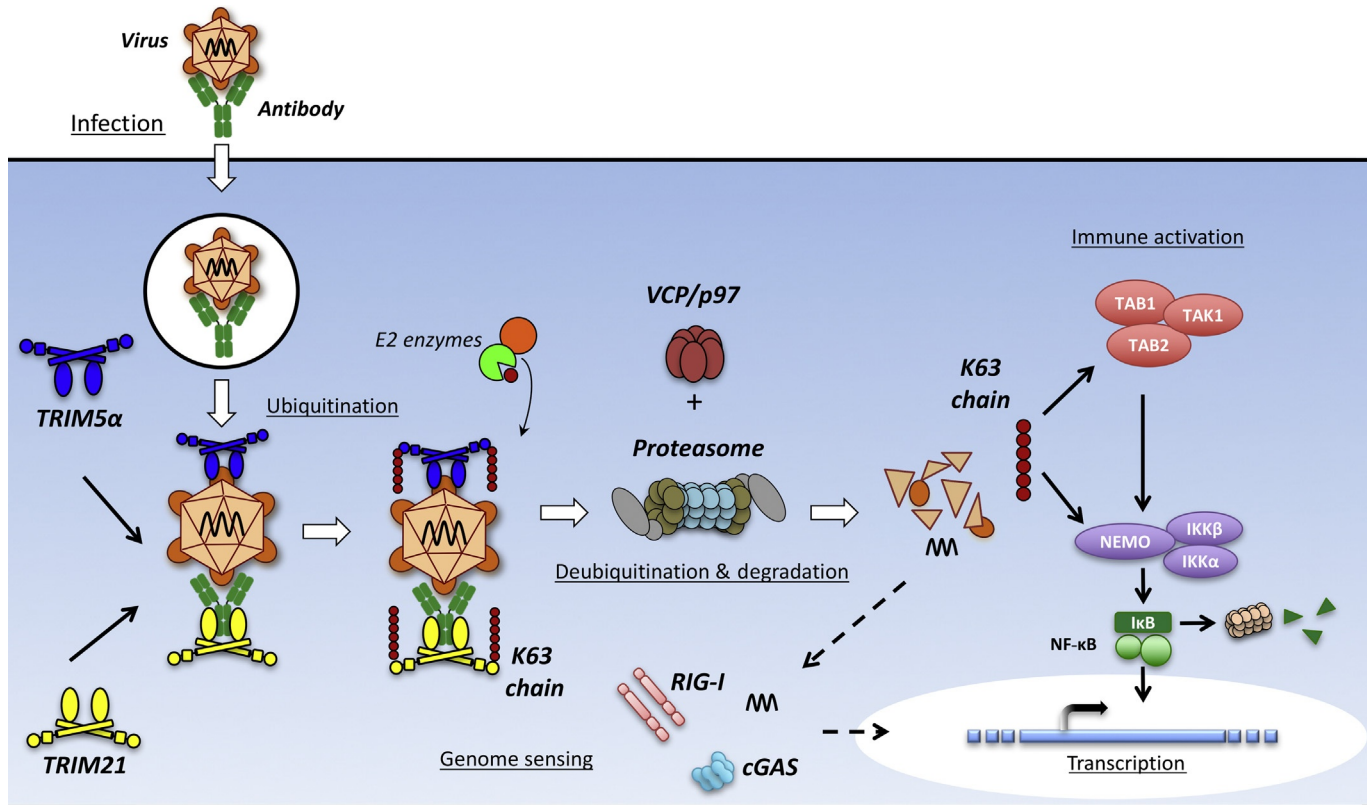 Virus
Antibody
Infection
Immune activation
TAB1
TAK1
TAB2
VCP/p97
E2 enzymes
K63
chain
+
TRIM5α
Ubiquitination
Proteasome
NEMO
IKKβ
IKKα
Deubiquitination & degradation
IκB
NF-κB
K63
chain
RIG-I
TRIM21
Genome sensing
cGAS
Transcription